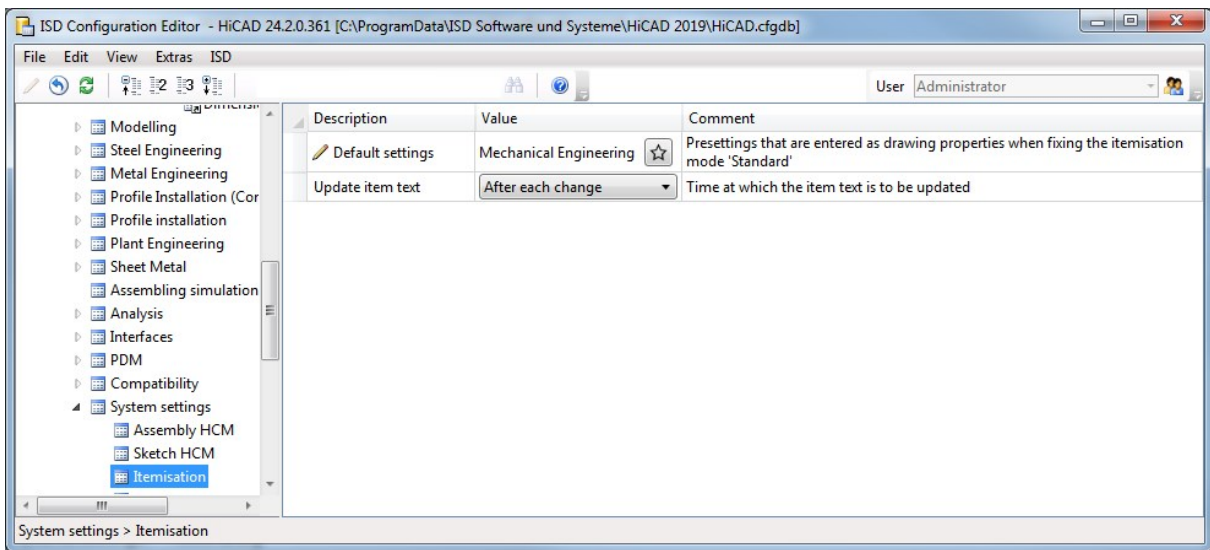 ISD Configuration Editor - HiCAD 24.2.0.361 [C:\ProgramData\ISD Software und Systeme\HiCAD 2019\HiCAD.cfgdb]
File Edit View Extras ISD
User Administrator
Modelling
Steel Engineering
Metal Engineering
Profile Installation (Cor
Profile installation
Plant Engineering
Sheet Metal
Assembling simulation
Analysis
Interfaces
PDM
Compatibility
System settings
Assembly HCM
Sketch HCM
Itemisation
Description Value Comment
Default settings Mechanical Engineering Presettings that are entered as drawing properties when fixing the itemisation
mode 'Standard'
Update item text After each change Time at which the item text is to be updated
System settings > Itemisation